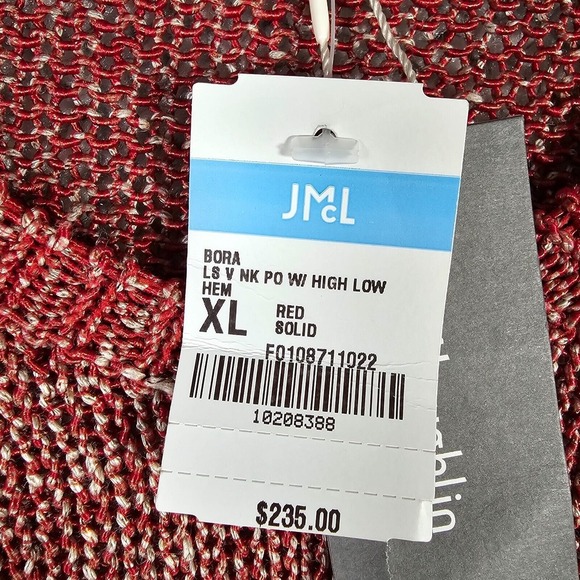 JMcL
BORA
LS V NK PO W/ HIGH LOW
HEM
XL
RED
SOLID
F0108711022
10208388
$235.00